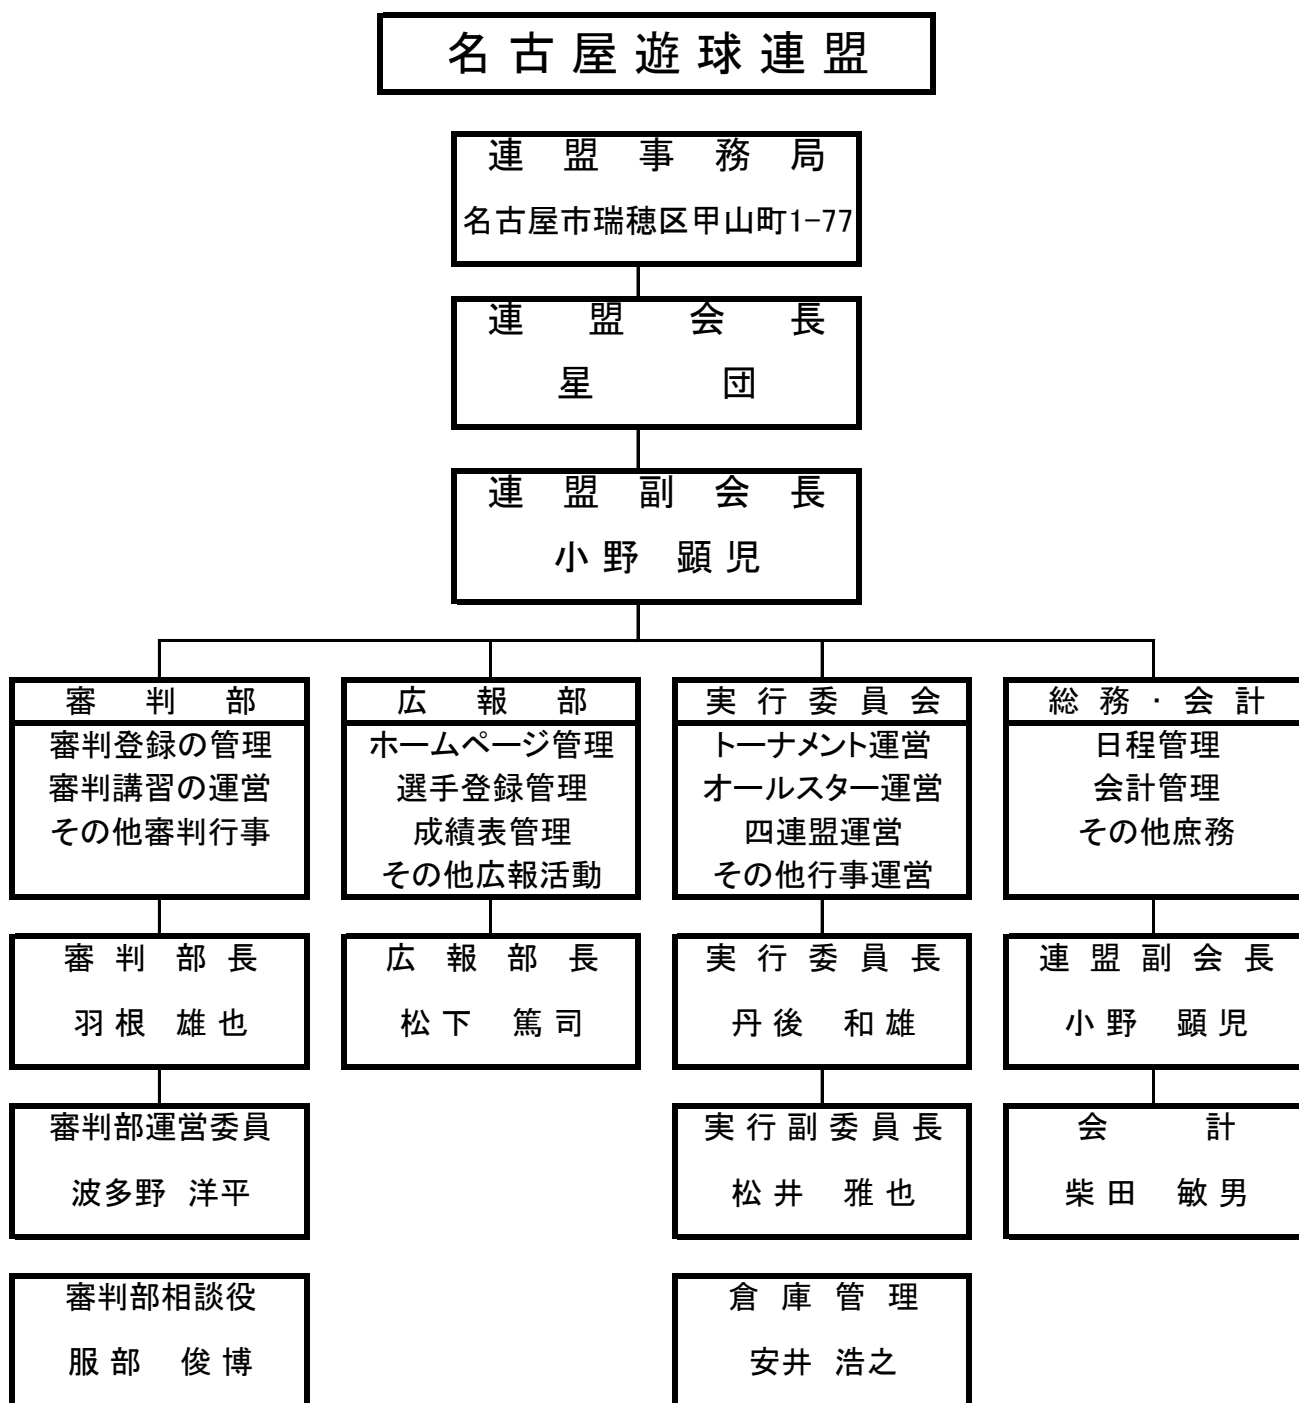 名古屋遊球連盟
連盟事務局
名古屋市瑞穂区甲山町1-77
連盟会長
星 団
連盟副会長
小野 顕児
審判部
審判登録の管理
審判講習の運営
その他審判行事
広報部
ホームページ管理
選手登録管理
成績表管理
その他広報活動
実行委員会
トーナメント運営
オールスター運営
四連盟運営
その他行事運営
総務・会計
日程管理
会計管理
その他庶務
審判部長
羽根 雄也
広報部長
松下 篤司
実行委員長
丹後 和雄
連盟副会長
小野 顕児
審判部運営委員
波多野 洋平
実行副委員長
松井 雅也
会計
柴田 敏男
審判部相談役
服部 俊博
倉庫管理
安井 浩之